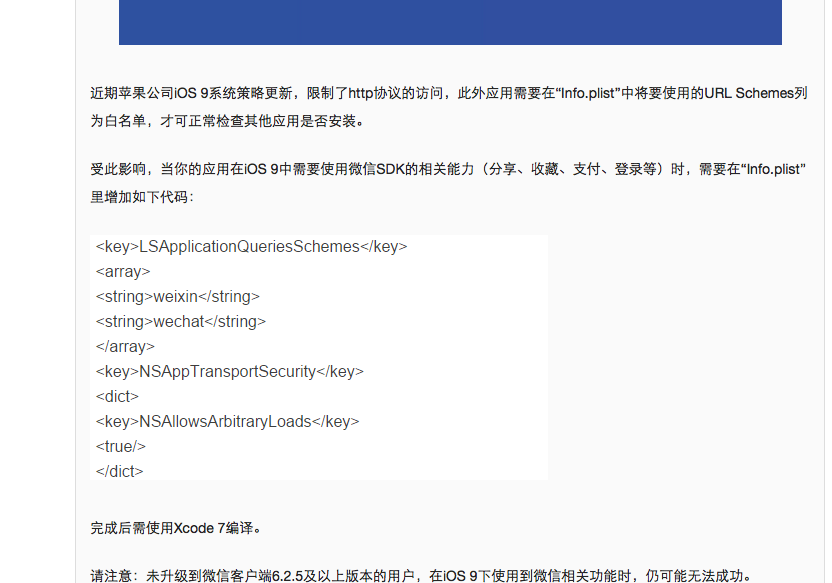 近期苹果公司iOS 9系统策略更新，限制了http协议的访问，此外应用需要在“Info.plist”中将要使用的URL Schemes列
为白名单，才可正常检查其他应用是否安装。
受此影响，当你的应用在iOS 9中需要使用微信SDK的相关能力（分享、收藏、支付、登录等）时，需要在“Info.plist”
里增加如下代码：
<key>LSApplicationQueriesSchemes</key>
<array>
<string>weixin</string>
<string>wechat</string>
</array>
<key>NSAppTransportSecurity</key>
<dict>
<key>NSAllowsArbitraryLoads</key>
<true/>
</dict>
完成后需使用Xcode 7编译。
请注意：未升级到微信客户端6.2.5及以上版本的用户，在iOS 9下使用到微信相关功能时，仍可能无法成功。